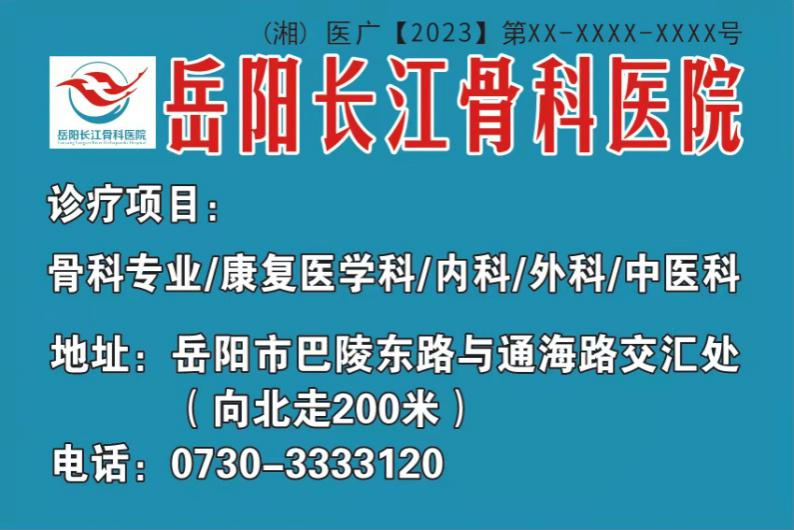 (湘) 医广【2023】第XX-XXXX-XXXX号
岳阳长江骨科医院
岳阳长江骨科医院
诊疗项目：
骨科专业/康复医学科/内科/外科/中医科
地址：岳阳市巴陵东路与通海路交汇处
（向北走200米）
电话：0730-3333120